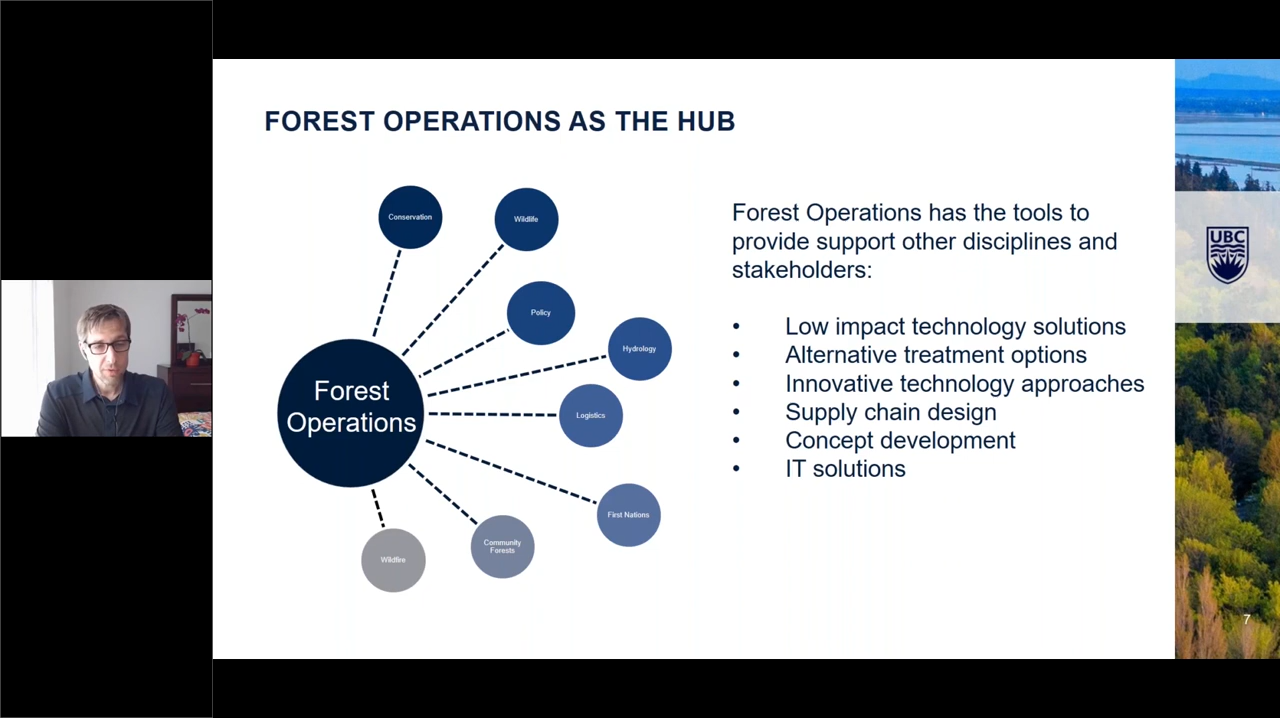 FOREST OPERATIONS AS THE HUB
Conservation
Wildlife
Policy
Hydrology
Forest
Operations
Logistics
First Nations
Community
Forests
Wildfire
Forest Operations has the tools to
provide support other disciplines and
stakeholders:
• Low impact technology solutions
• Alternative treatment options
• Innovative technology approaches
• Supply chain design
• Concept development
• IT solutions
UBC
7